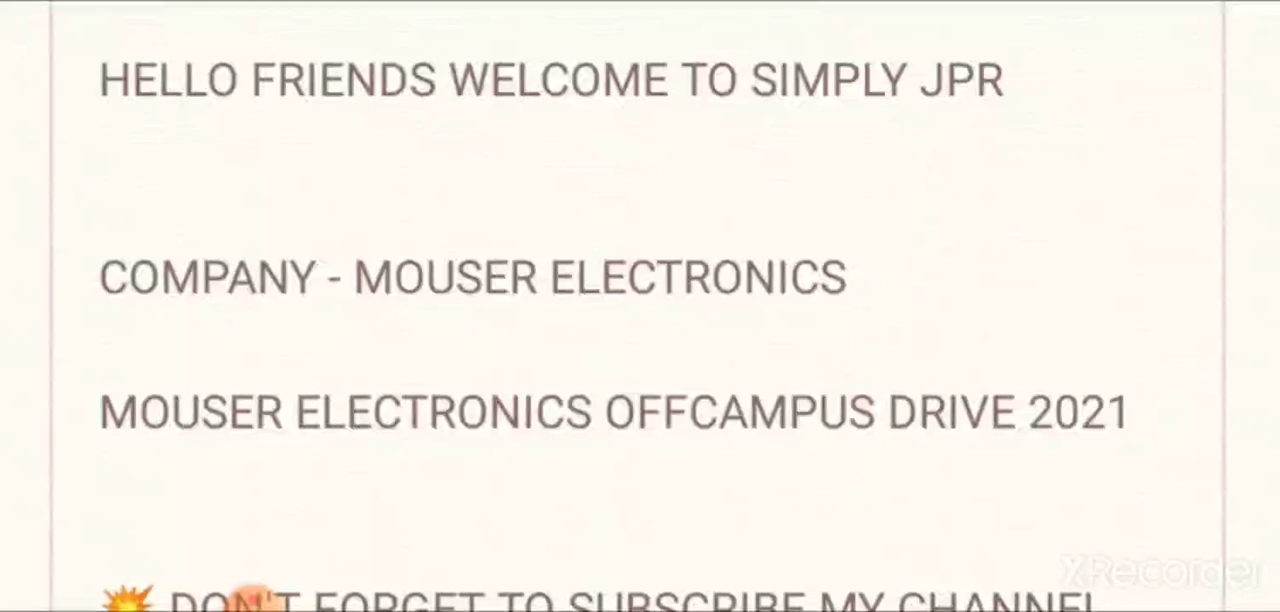 HELLO FRIENDS WELCOME TO SIMPLY JPR
COMPANY - MOUSER ELECTRONICS
MOUSER ELECTRONICS OFFCAMPUS DRIVE 2021
💥 DON'T FORGET TO SUBSCRIBE MY CHANNEL
XRecorder